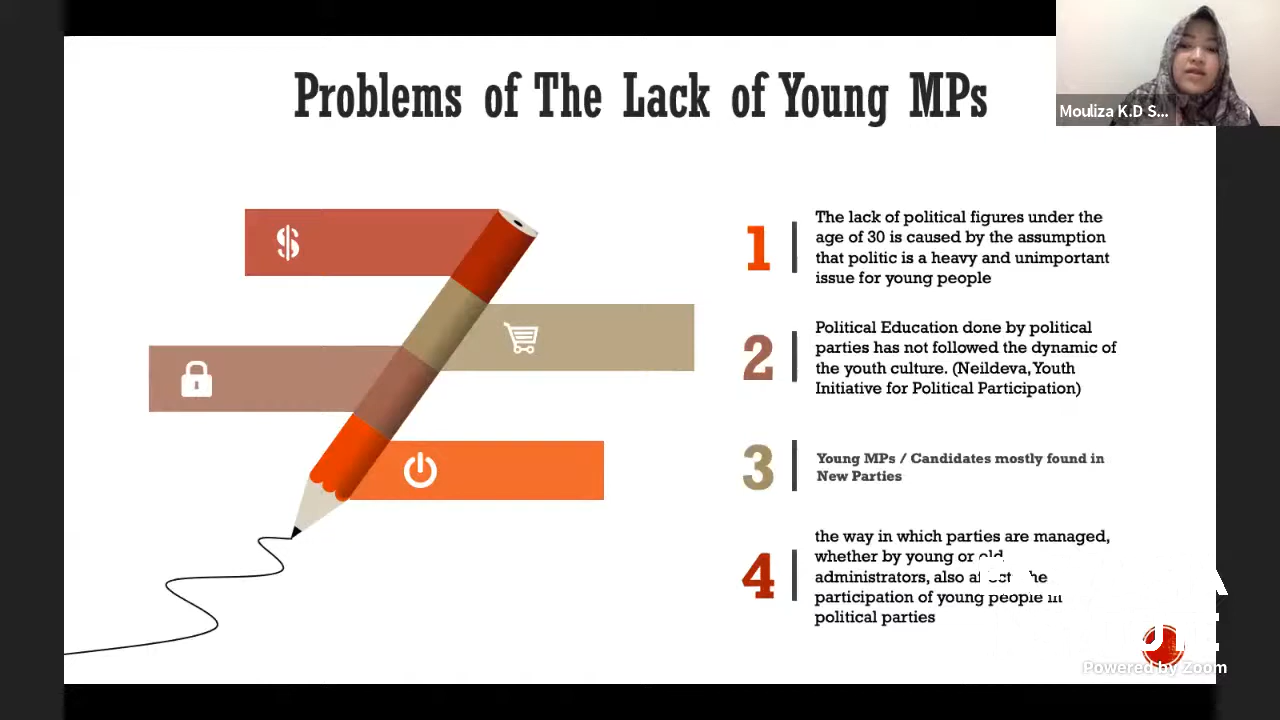 Problems of The Lack of Young MPs
Mouliza K.D S...
$
1
The lack of political figures under the
age of 30 is caused by the assumption
that politic is a heavy and unimportant
issue for young people
2
Political Education done by political
parties has not followed the dynamic of
the youth culture. (Neildeva, Youth
Initiative for Political Participation)
3
Young MPs / Candidates mostly found in
New Parties
4
the way in which parties are managed,
whether by young or old
administrators, also affect the
participation of young people in
political parties
Powered by Zoom